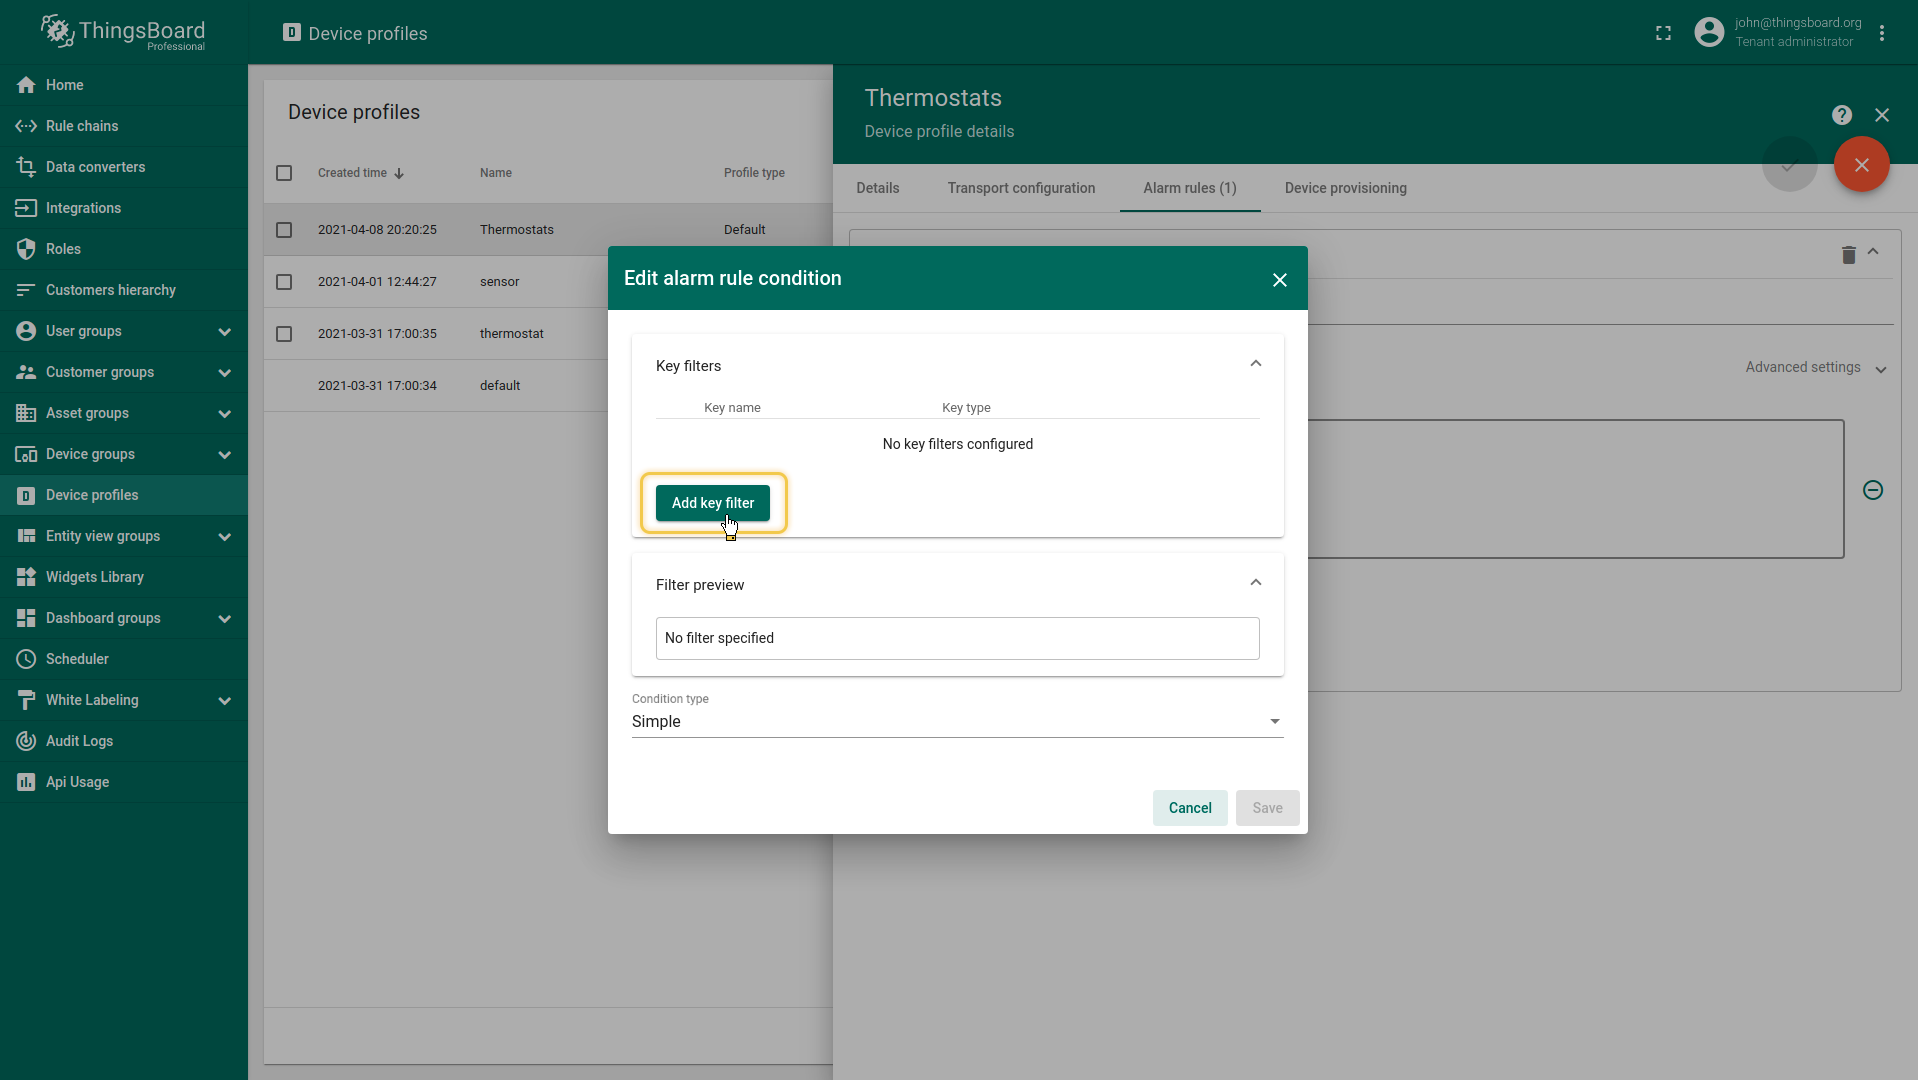 ThingsBoard
Professional
D Device profiles
john@thingsboard.org
Tenant administrator
Home
Rule chains
Data converters
Integrations
Roles
Customers hierarchy
User groups
Customer groups
Asset groups
Device groups
D Device profiles
Entity view groups
Widgets Library
Dashboard groups
Scheduler
White Labeling
Audit Logs
Api Usage
Device profiles
Created time Name Profile type
2021-04-08 20:20:25 Thermostats Default
2021-04-01 12:44:27 sensor
2021-03-31 17:00:35 thermostat
2021-03-31 17:00:34 default
Thermostats
Device profile details
Details Transport configuration Alarm rules (1) Device provisioning
Advanced settings
Edit alarm rule condition
Key filters
Key name Key type
No key filters configured
Add key filter
Filter preview
No filter specified
Condition type
Simple
Cancel Save